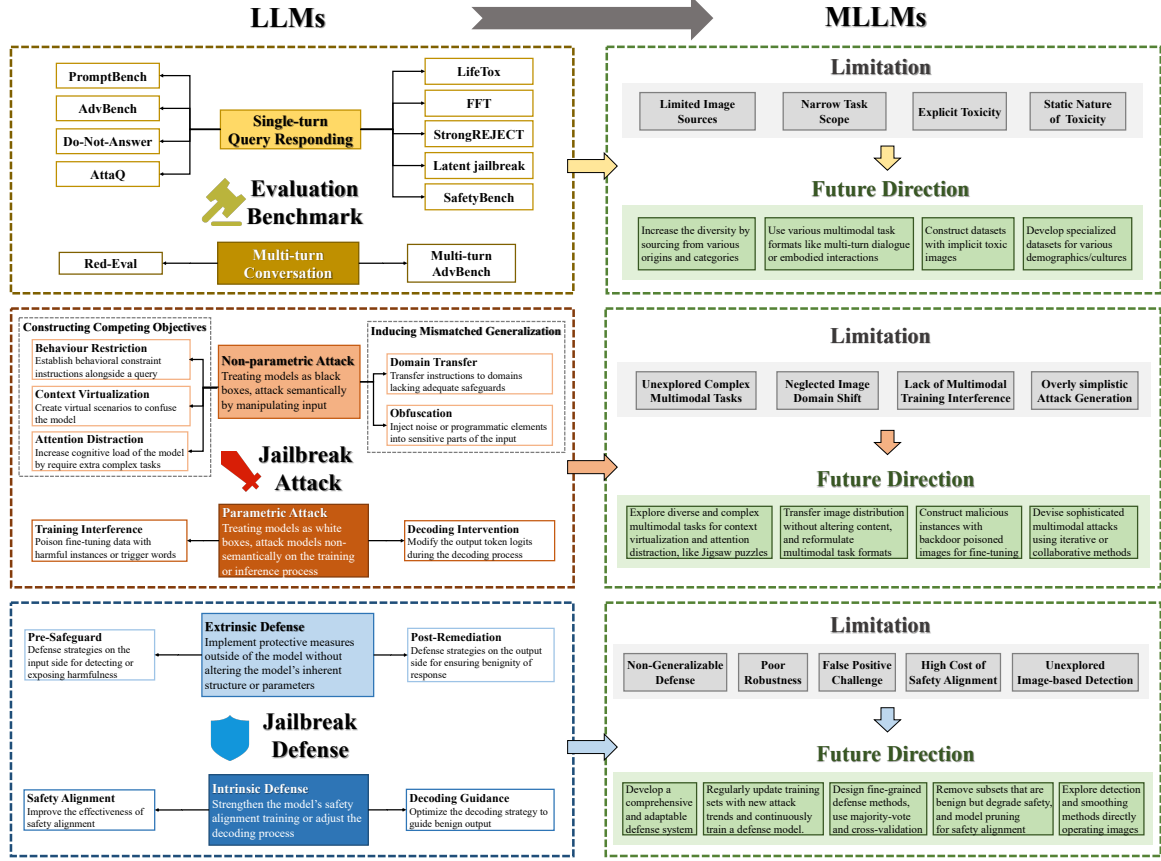 LLMs
MLLMs
PromptBench
AdvBench
Do-Not-Answer
AttaQ
Single-turn
Query Responding
LifeTox
FFT
StrongREJECT
Latent jailbreak
SafetyBench
Evaluation
Benchmark
Red-Eval
Multi-turn
Conversation
Multi-turn
AdvBench
Limitation
Limited Image
Sources
Narrow Task
Scope
Explicit Toxicity
Static Nature
of Toxicity
Future Direction
Increase the diversity by
sourcing from various
origins and categories
Use various multimodal task
formats like multi-turn dialogue
or embodied interactions
Construct datasets
with implicit toxic
images
Develop specialized
datasets for various
demographics/cultures
Constructing Competing Objectives
Behaviour Restriction
Establish behavioral constraint
instructions alongside a query
Context Virtualization
Create virtual scenarios to confuse
the model
Attention Distraction
Increase cognitive load of the model
by require extra complex tasks
Non-parametric Attack
Treating models as black
boxes, attack semantically
by manipulating input
Inducing Mismatched Generalization
Domain Transfer
Transfer instructions to domains
lacking adequate safeguards
Obfuscation
Inject noise or programmatic elements
into sensitive parts of the input
Jailbreak
Attack
Training Interference
Poison fine-tuning data with
harmful instances or trigger words
Parametric Attack
Treating models as white
boxes, attack models non-
semantically on the training
or inference process
Decoding Intervention
Modify the output token logits
during the decoding process
Limitation
Unexplored Complex
Multimodal Tasks
Neglected Image
Domain Shift
Lack of Multimodal
Training Interference
Overly simplistic
Attack Generation
Future Direction
Explore diverse and complex
multimodal tasks for context
virtualization and attention
distraction, like Jigsaw puzzles
Transfer image distribution
without altering content,
and reformulate
multimodal task formats
Construct malicious
instances with
backdoor poisoned
images for fine-tuning
Devise sophisticated
multimodal attacks
using iterative or
collaborative methods
Pre-Safeguard
Defense strategies on the
input side for detecting or
exposing harmfulness
Extrinsic Defense
Implement protective measures
outside of the model without
altering the model's inherent
structure or parameters
Post-Remediation
Defense strategies on the output
side for ensuring benignity of
response
Jailbreak
Defense
Safety Alignment
Improve the effectiveness of
safety alignment
Intrinsic Defense
Strengthen the model's safety
alignment training or adjust the
decoding process
Decoding Guidance
Optimize the decoding strategy to
guide benign output
Limitation
Non-Generalizable
Defense
Poor
Robustness
False Positive
Challenge
High Cost of
Safety Alignment
Unexplored
Image-based Detection
Future Direction
Develop a
comprehensive
and adaptable
defense system
Regularly update training
sets with new attack
trends and continuously
train a defense model.
Design fine-grained
defense methods,
use majority-vote
and cross-validation
Remove subsets that are
benign but degrade safety,
and model pruning
for safety alignment
Explore detection
and smoothing
methods directly
operating images